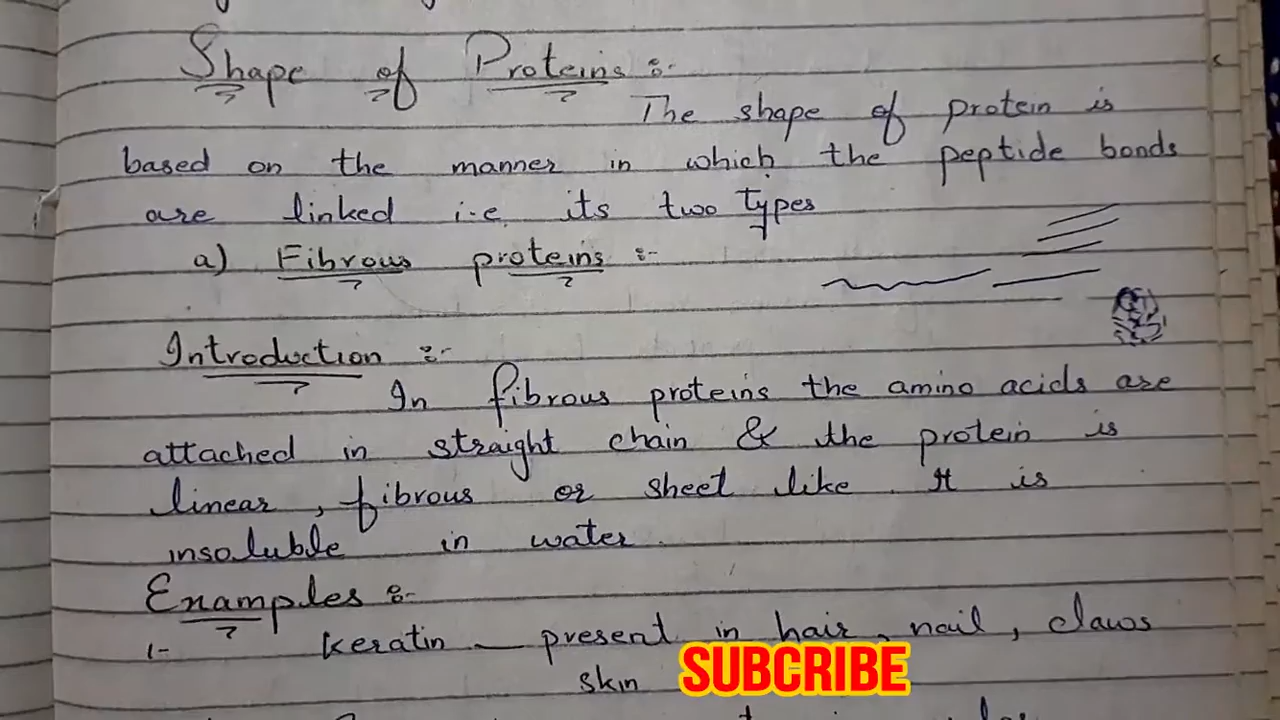 Shape of Proteins :-
The shape of protein is
based on the manner in which the peptide bonds
are linked i.e its two types
a) Fibrous proteins :-
Introduction :-
In fibrous proteins the amino acids are
attached in straight chain & the protein is
linear, fibrous or sheet like. It is
insoluble in water.
Examples :-
1- Keratin — present in hair, nail, claws
skin
SUBCRIBE